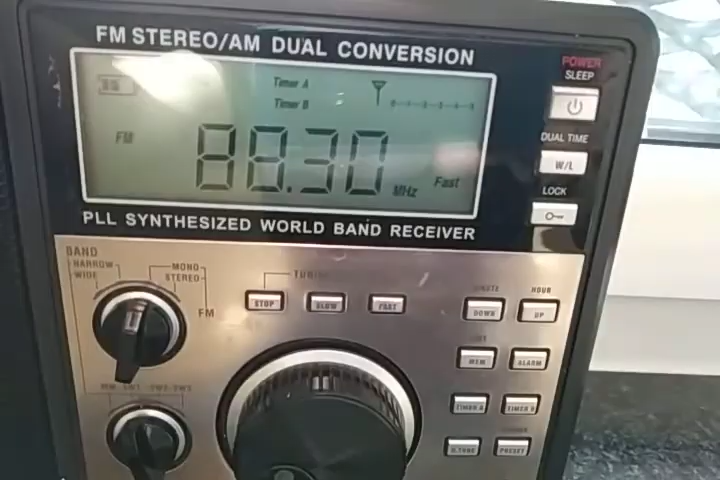 FM STEREO/AM DUAL CONVERSION
POWER
SLEEP
Timer A
Timer B
FM
88.30
MHz
Fast
DUAL TIME
W/L
LOCK
PLL SYNTHESIZED WORLD BAND RECEIVER
BAND
NARROW
WIDE
MONO
STEREO
FM
STOP
SLOW
FAST
HOUR
DOWN
UP
MEM
ALARM
TIMER A
TIMER B
PRESET